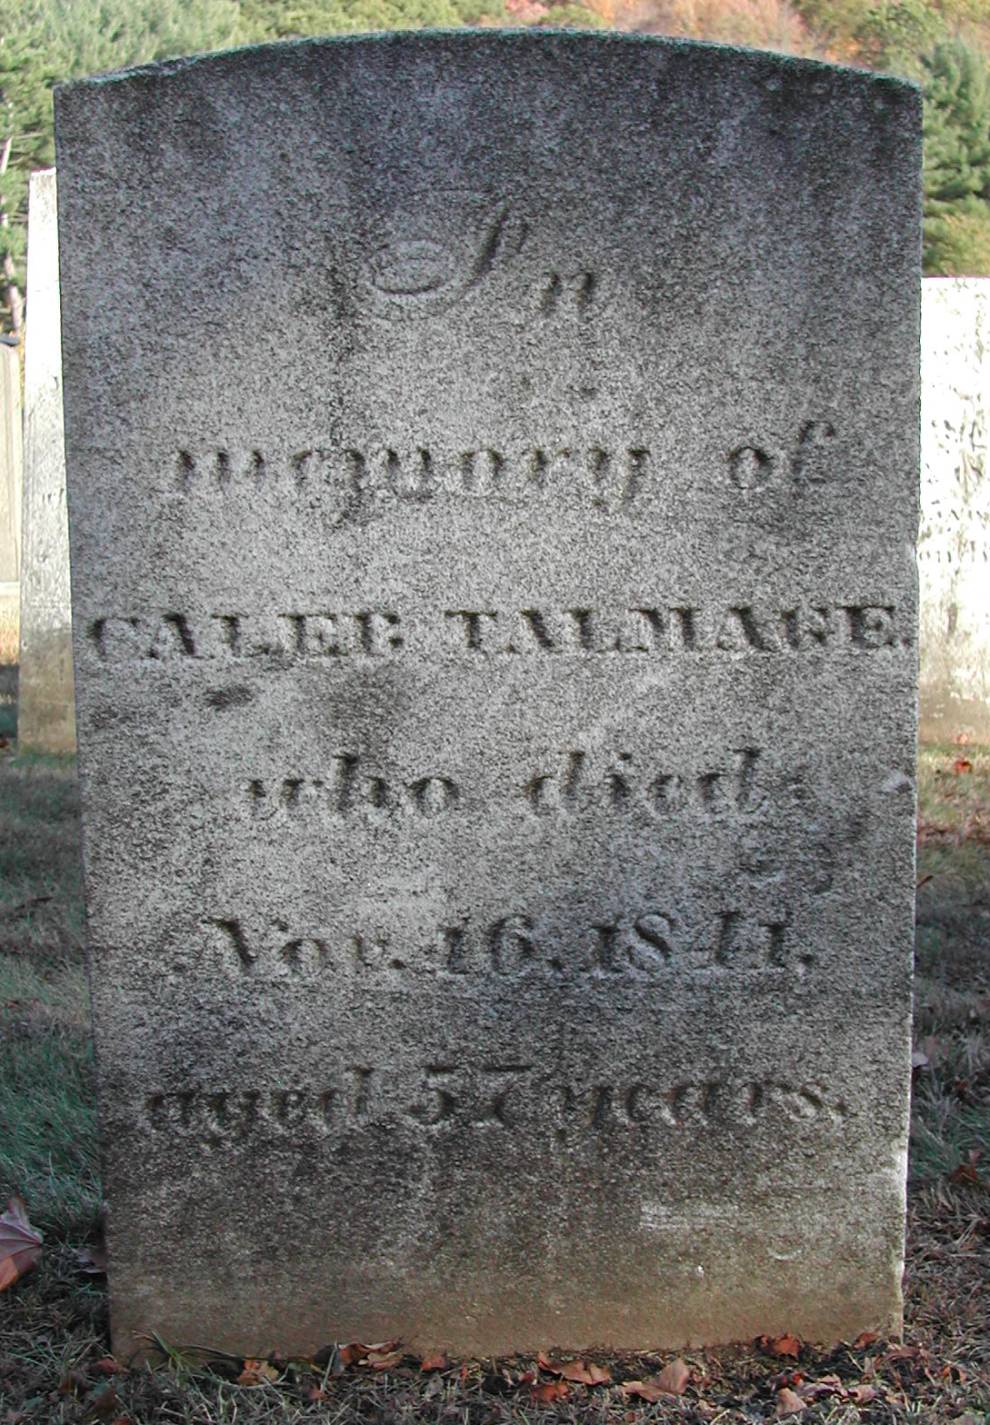 In
memory of
CALEB TALMAGE.
who died
Nov. 16, 1841,
aged 57 years.